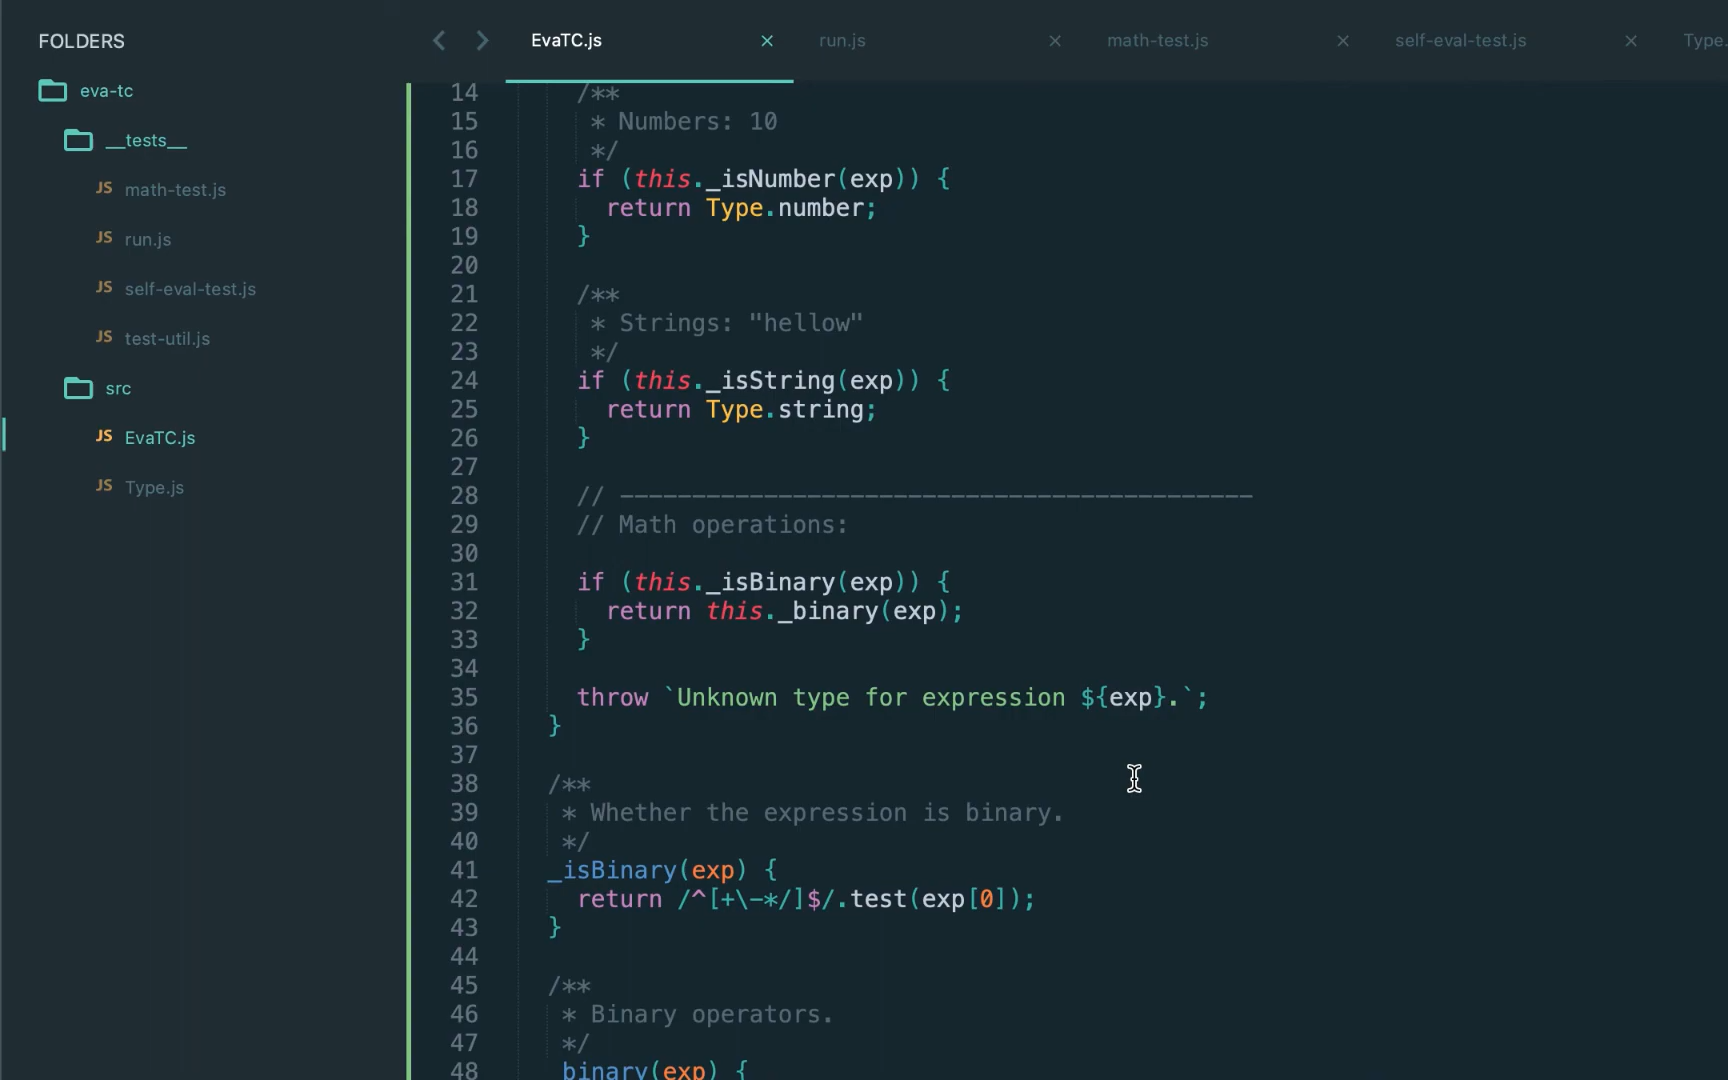 FOLDERS
eva-tc
__tests__
JS math-test.js
JS run.js
JS self-eval-test.js
JS test-util.js
src
JS EvaTC.js
JS Type.js
EvaTC.js × run.js × math-test.js × self-eval-test.js × Type.
14 /**
15 * Numbers: 10
16 */
17 if (this._isNumber(exp)) {
18 return Type.number;
19 }
20
21 /**
22 * Strings: "hellow"
23 */
24 if (this._isString(exp)) {
25 return Type.string;
26 }
27
28 // --------------------------------------------
29 // Math operations:
30
31 if (this._isBinary(exp)) {
32 return this._binary(exp);
33 }
34
35 throw `Unknown type for expression ${exp}.`;
36 }
37
38 /**
39 * Whether the expression is binary.
40 */
41 _isBinary(exp) {
42 return /^[+\-*/]$/.test(exp[0]);
43 }
44
45 /**
46 * Binary operators.
47 */
48 _binary(exp) {